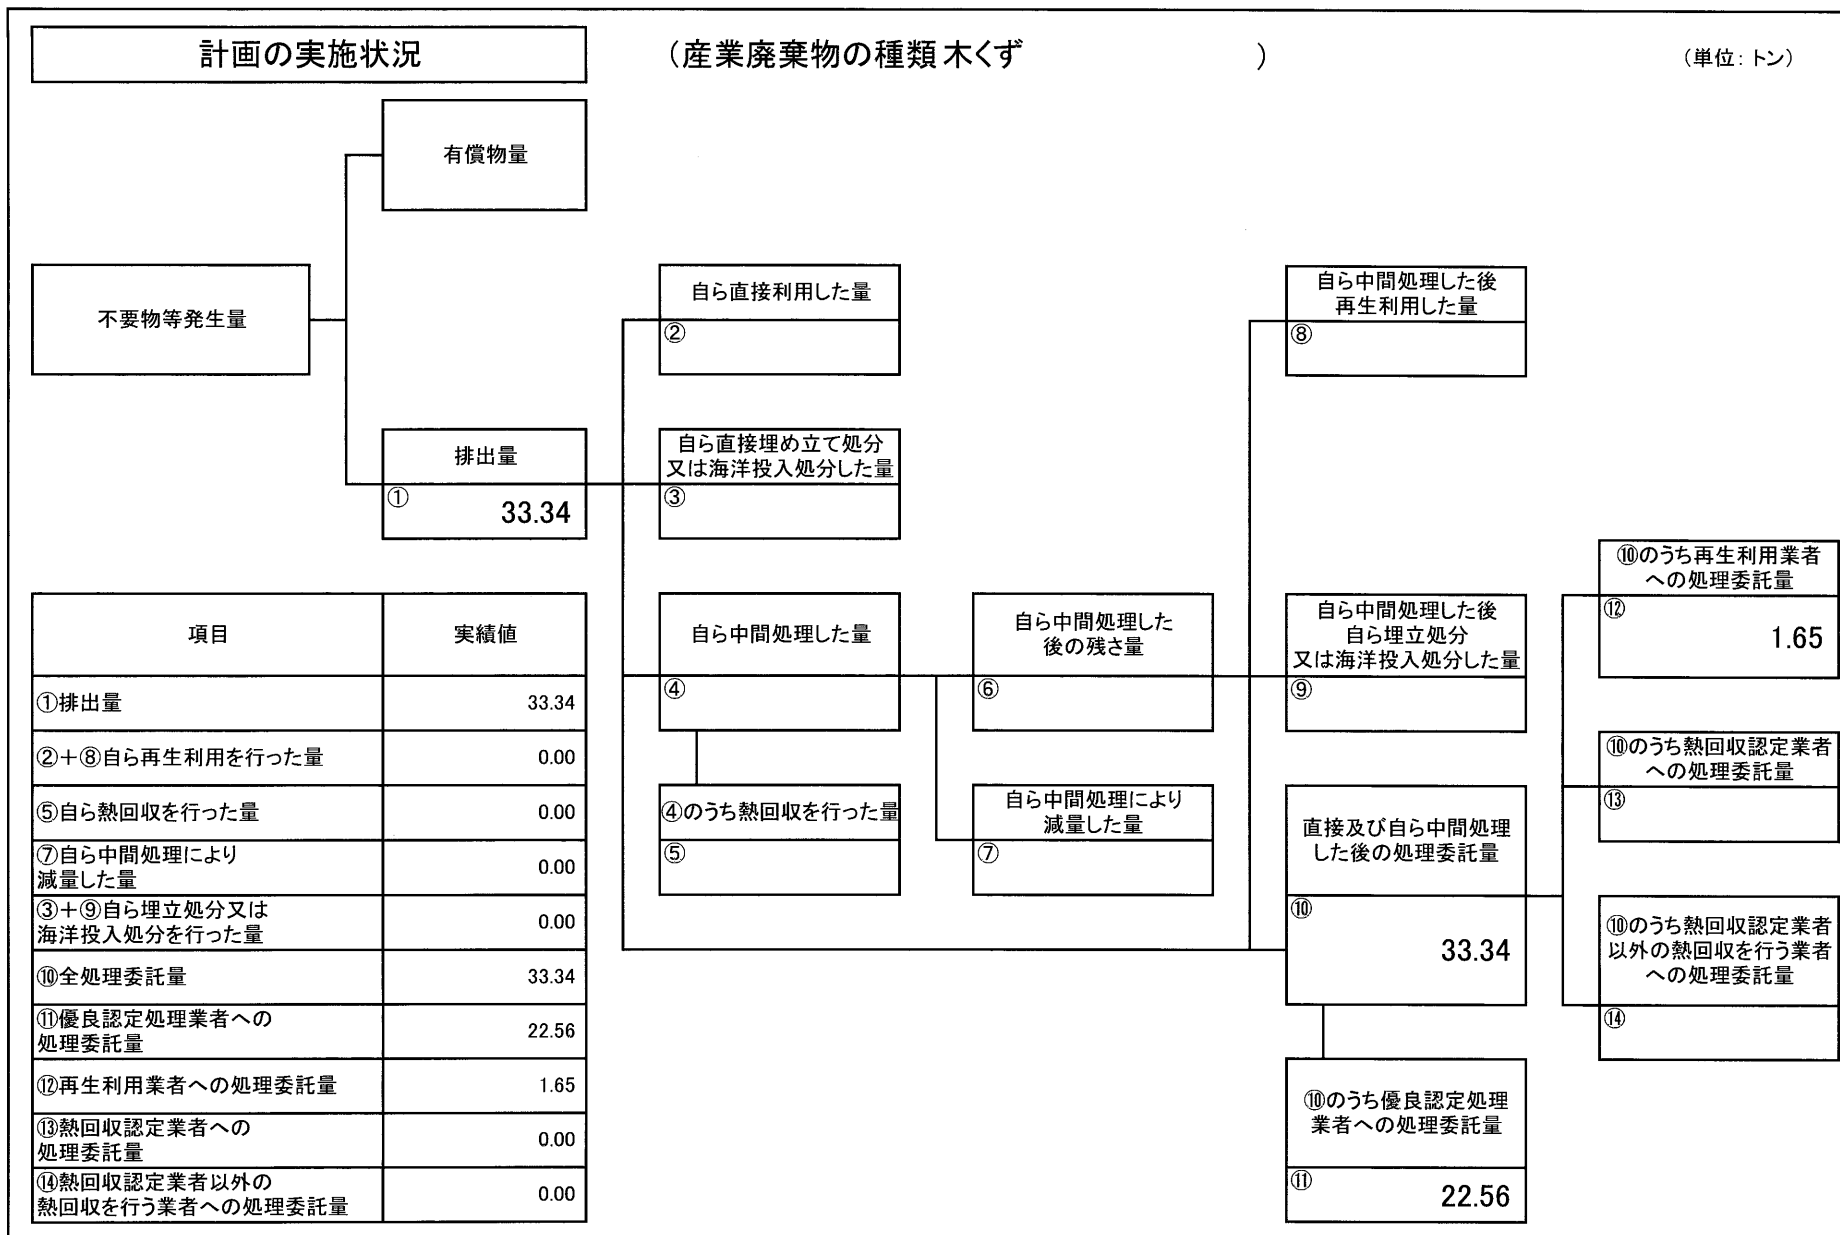 計画の実施状況
(産業廃棄物の種類 木くず )
(単位:トン)
有償物量
不要物等発生量
排出量
①
33.34
自ら直接利用した量
②
自ら直接埋め立て処分
又は海洋投入処分した量
③
自ら中間処理した量
④
④のうち熱回収を行った量
⑤
自ら中間処理した
後の残さ量
⑥
自ら中間処理により
減量した量
⑦
自ら中間処理した後
再生利用した量
⑧
自ら中間処理した後
自ら埋立処分
又は海洋投入処分した量
⑨
直接及び自ら中間処理
した後の処理委託量
⑩
33.34
⑩のうち優良認定処理
業者への処理委託量
⑪
22.56
⑩のうち再生利用業者
への処理委託量
⑫
1.65
⑩のうち熱回収認定業者
への処理委託量
⑬
⑩のうち熱回収認定業者
以外の熱回収を行う業者
への処理委託量
⑭
項目 実績値
①排出量 33.34
②+⑧自ら再生利用を行った量 0.00
⑤自ら熱回収を行った量 0.00
⑦自ら中間処理により
減量した量 0.00
③+⑨自ら埋立処分又は
海洋投入処分を行った量 0.00
⑩全処理委託量 33.34
⑪優良認定処理業者への
処理委託量 22.56
⑫再生利用業者への処理委託量 1.65
⑬熱回収認定業者への
処理委託量 0.00
⑭熱回収認定業者以外の
熱回収を行う業者への処理委託量 0.00